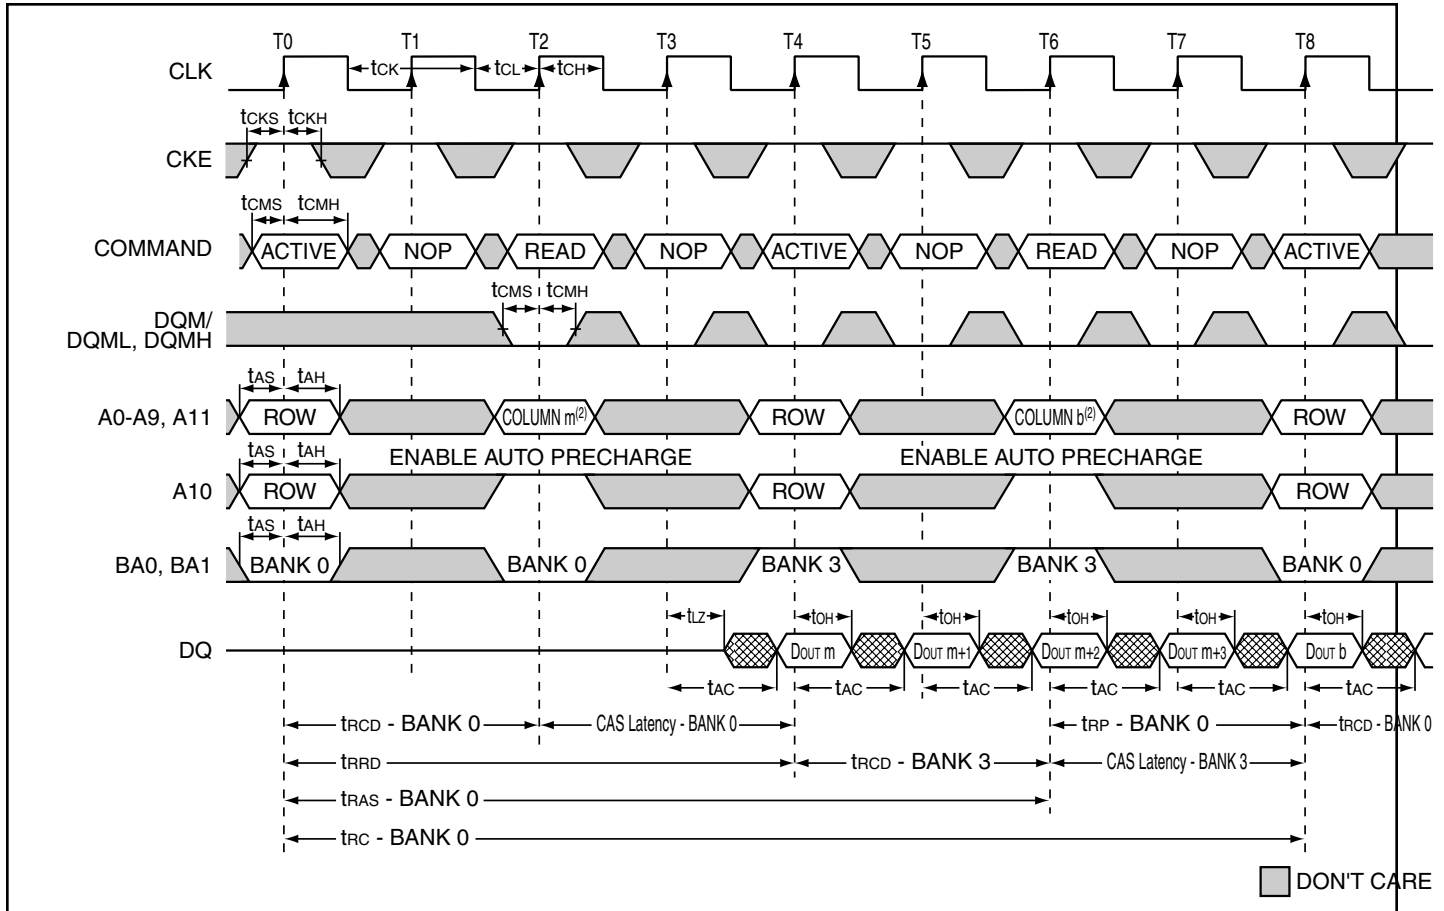 T0 T1 T2 T3 T4 T5 T6 T7 T8
CLK
tCK tCL tCH
tCKS tCKH
CKE
tCMS tCMH
COMMAND ACTIVE NOP READ NOP ACTIVE NOP READ NOP ACTIVE
tCMS tCMH
DQM/
DQML, DQMH
tAS tAH
A0-A9, A11 ROW COLUMN m(2) ROW COLUMN b(2) ROW
tAS tAH ENABLE AUTO PRECHARGE ENABLE AUTO PRECHARGE
A10 ROW ROW ROW
tAS tAH
BA0, BA1 BANK 0 BANK 0 BANK 3 BANK 3 BANK 0
tLZ tOH tOH tOH tOH tOH
DQ DOUT m DOUT m+1 DOUT m+2 DOUT m+3 DOUT b
tAC tAC tAC tAC tAC tAC
tRCD - BANK 0 CAS Latency - BANK 0 tRP - BANK 0 tRCD - BANK 0
tRRD tRCD - BANK 3 CAS Latency - BANK 3
tRAS - BANK 0
tRC - BANK 0
DON'T CARE